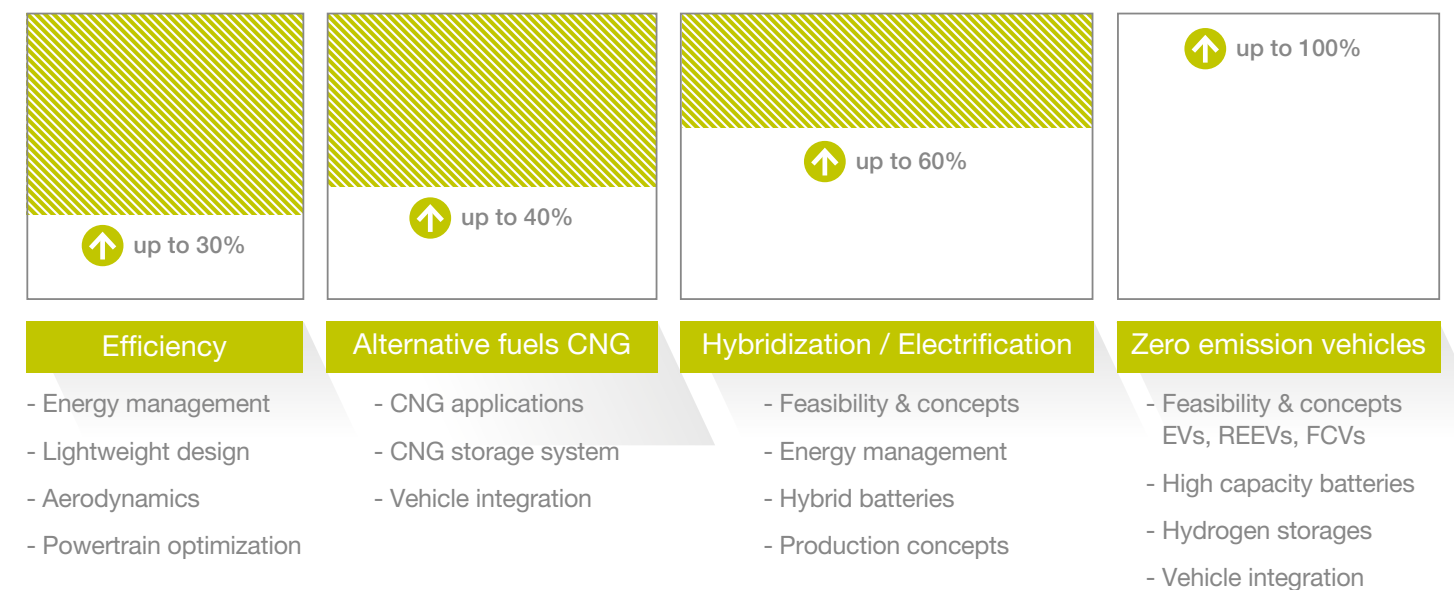 up to 30%
up to 40%
up to 60%
up to 100%
Efficiency
- Energy management
- Lightweight design
- Aerodynamics
- Powertrain optimization
Alternative fuels CNG
- CNG applications
- CNG storage system
- Vehicle integration
Hybridization / Electrification
- Feasibility & concepts
- Energy management
- Hybrid batteries
- Production concepts
Zero emission vehicles
- Feasibility & concepts
EVs, REEVs, FCVs
- High capacity batteries
- Hydrogen storages
- Vehicle integration